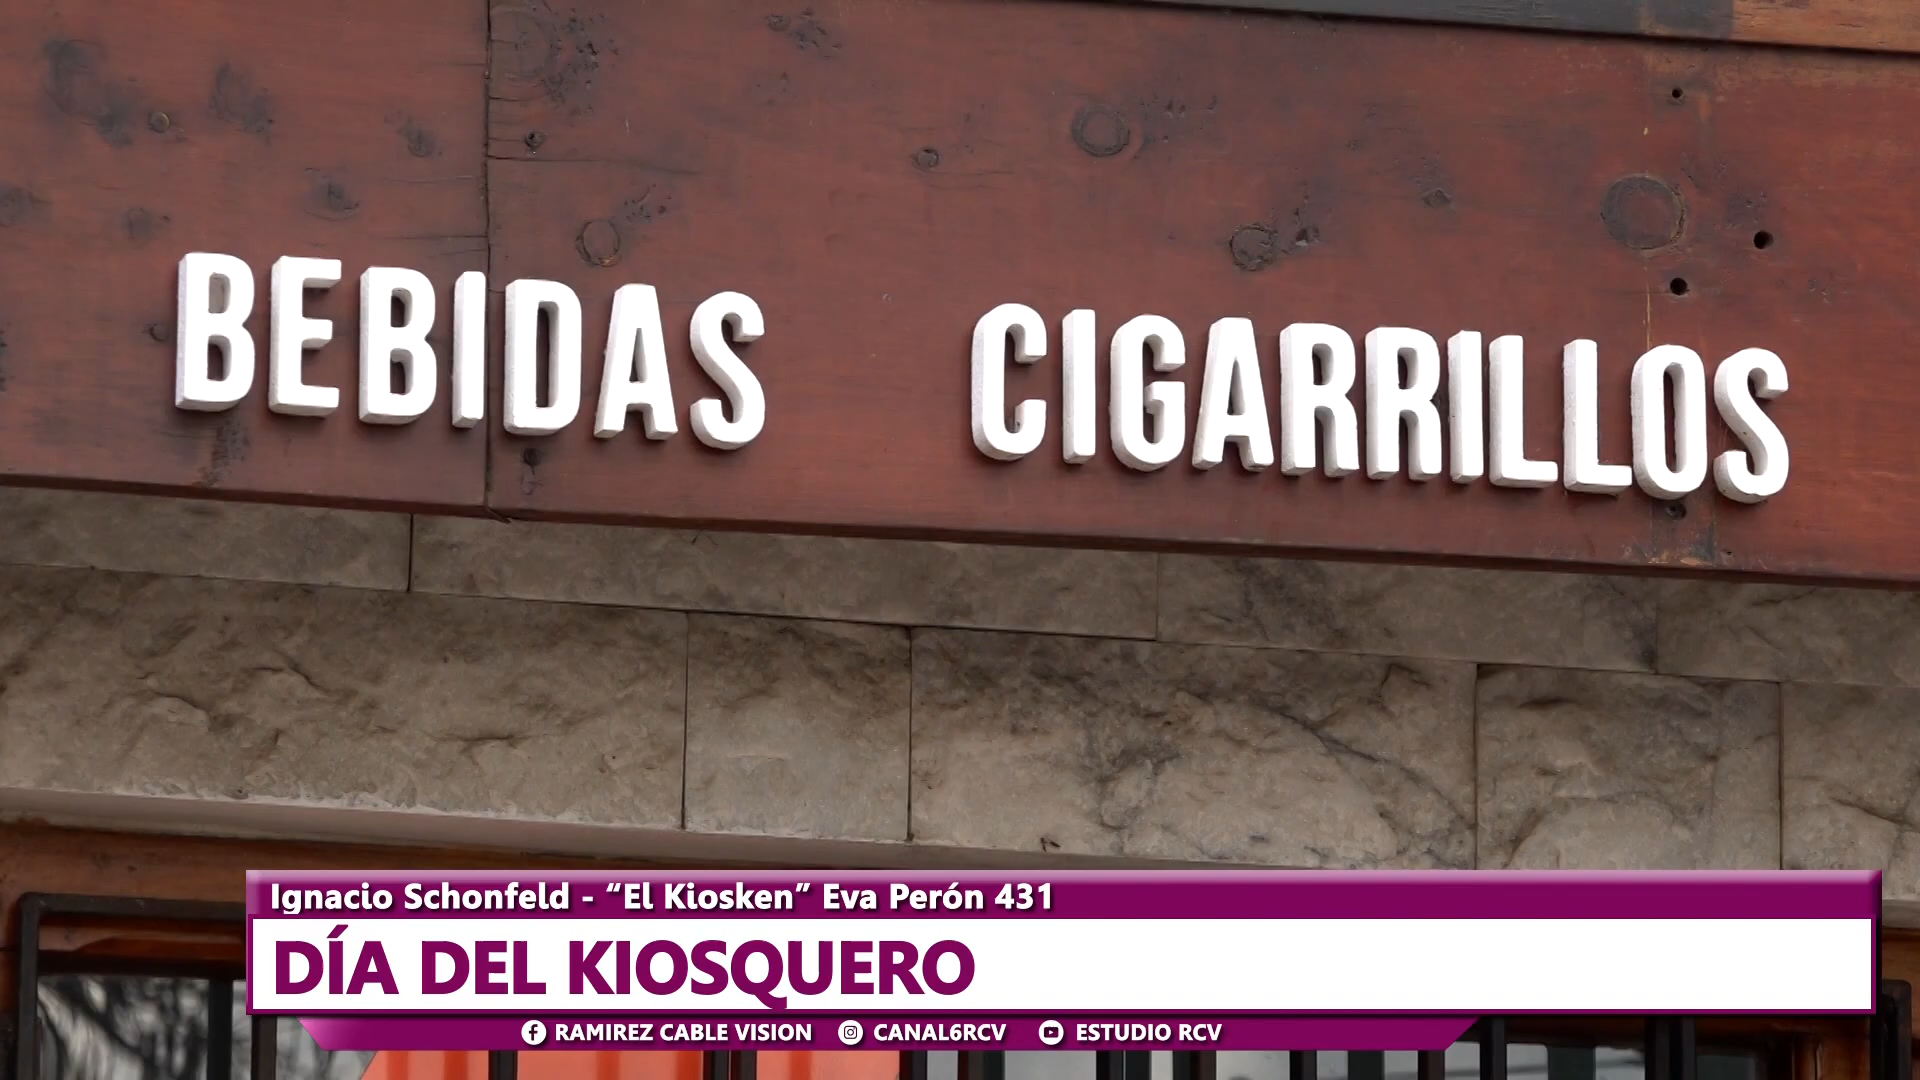 BEBIDAS CIGARRILLOS
Ignacio Schonfeld - “El Kiosken” Eva Perón 431
DÍA DEL KIOSQUERO
RAMIREZ CABLE VISION CANAL6RCV ESTUDIO RCV